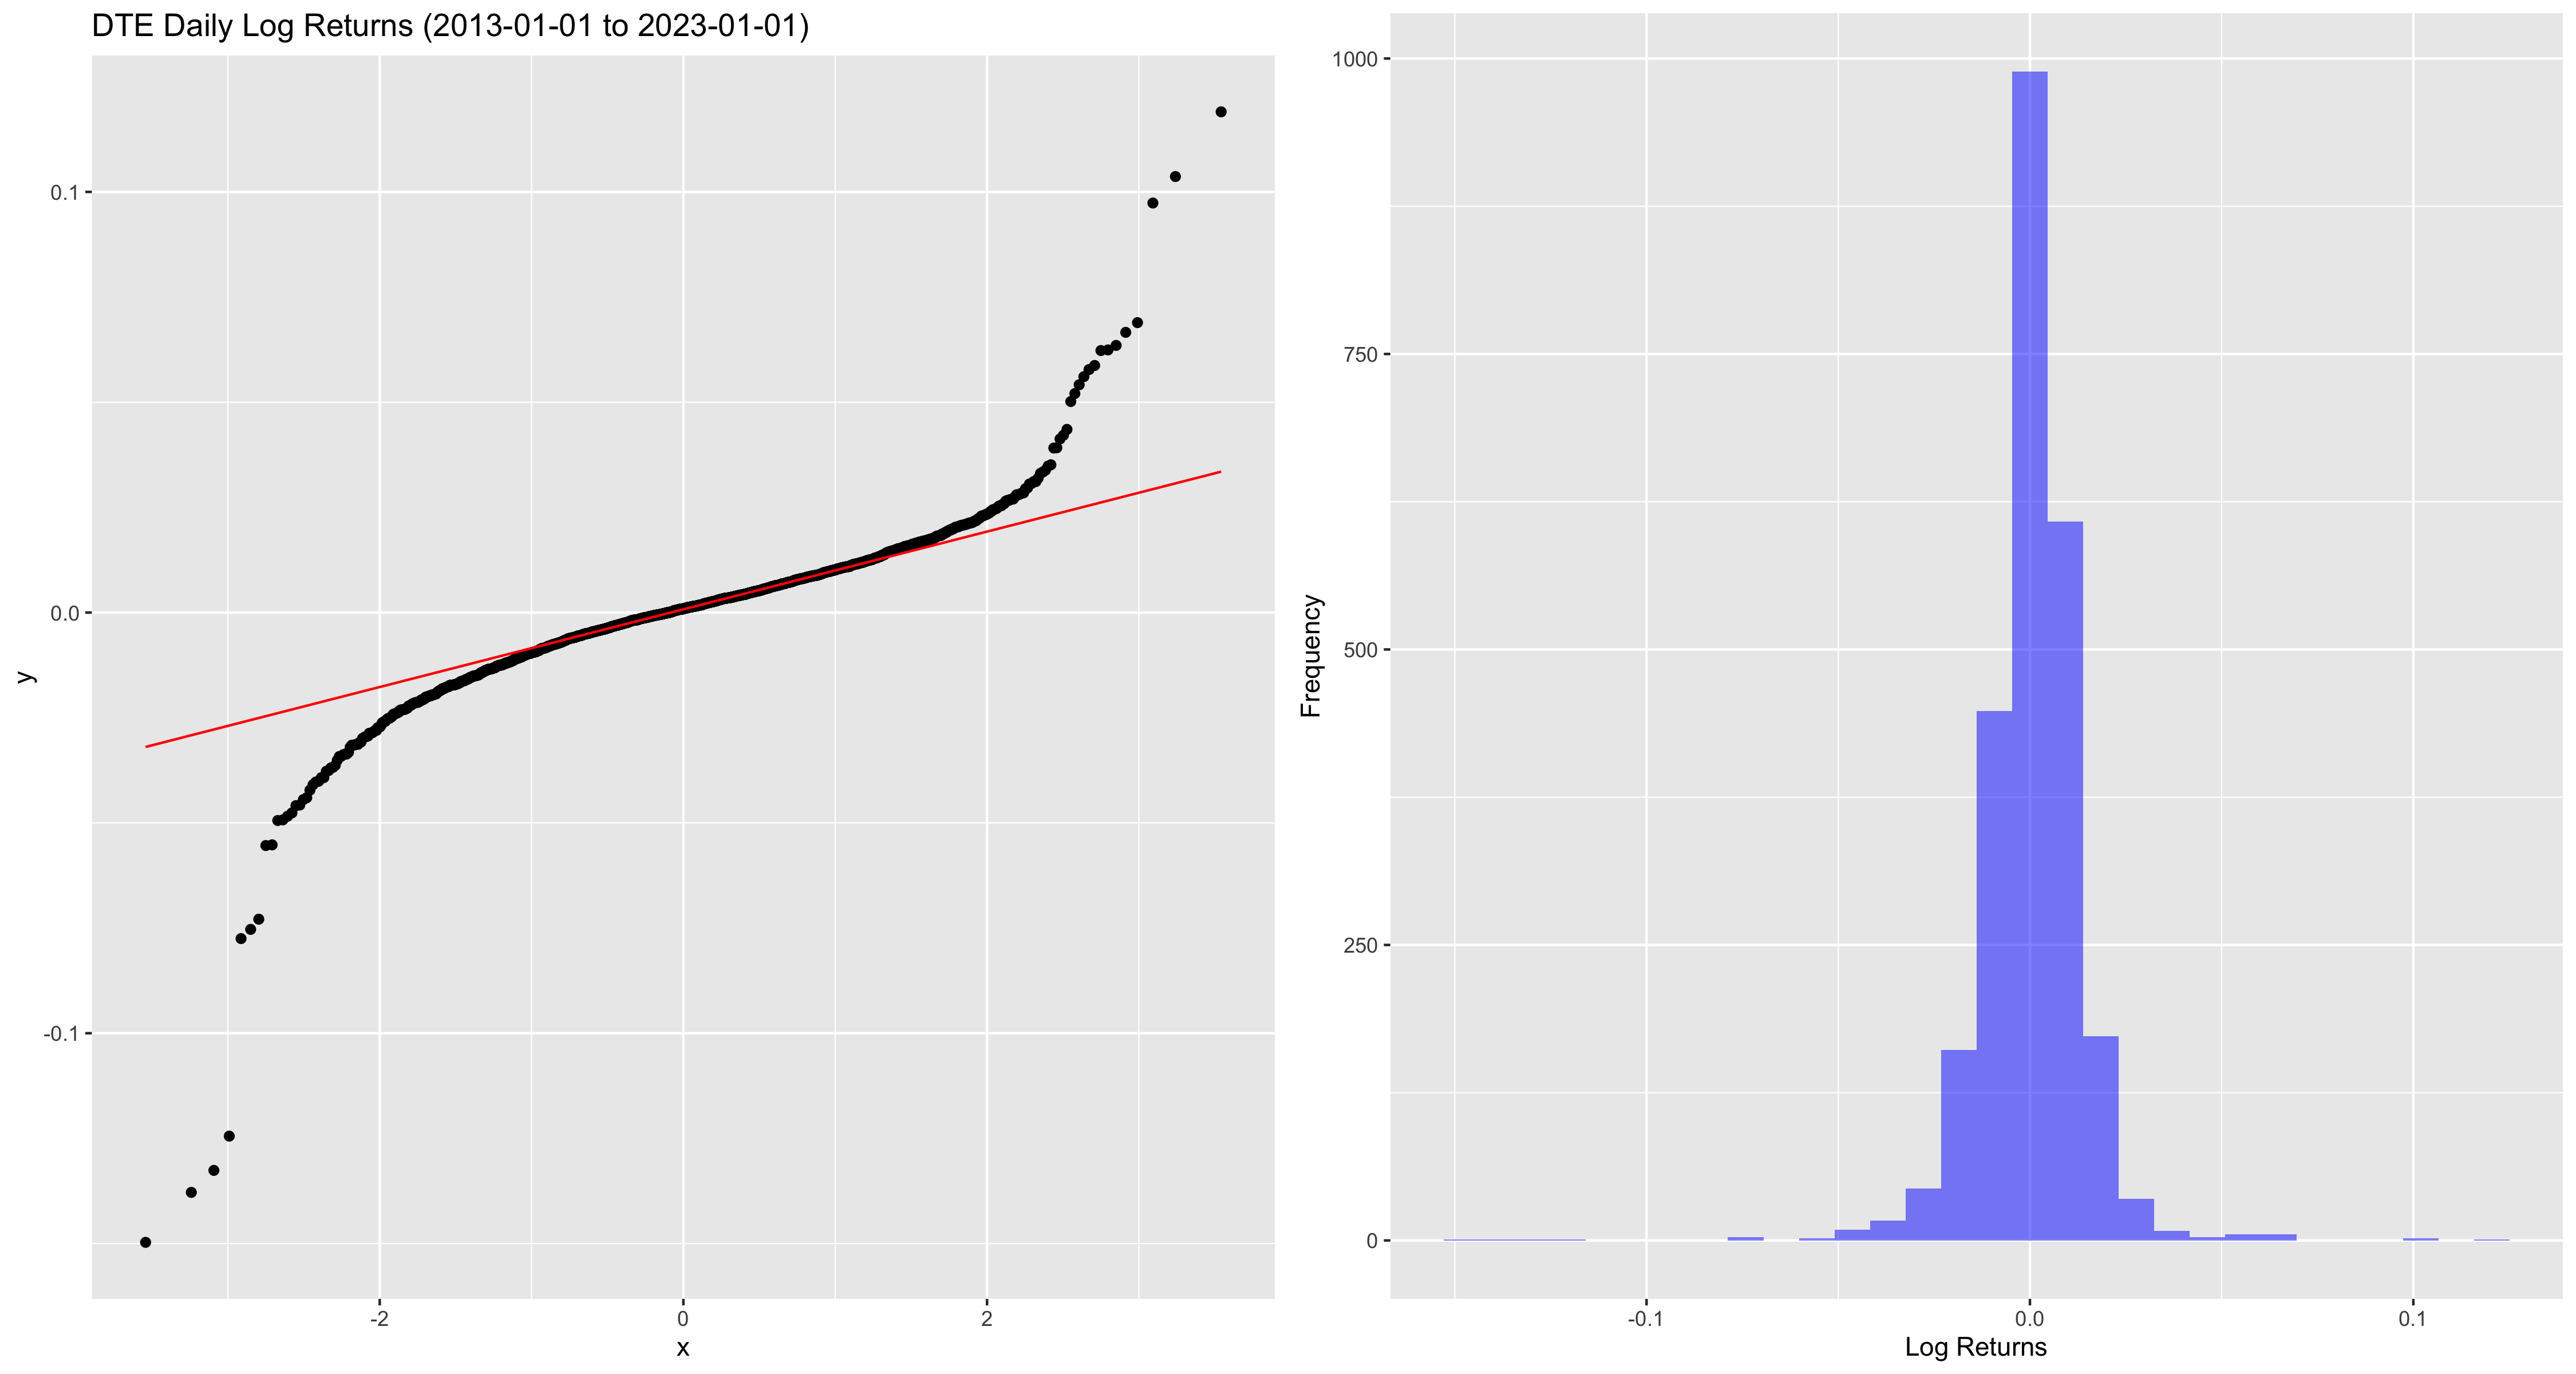 DTE Daily Log Returns (2013-01-01 to 2023-01-01)
0.1
0.0
-0.1
y
-2
0
2
x
1000
750
500
250
0
Frequency
-0.1
0.0
0.1
Log Returns